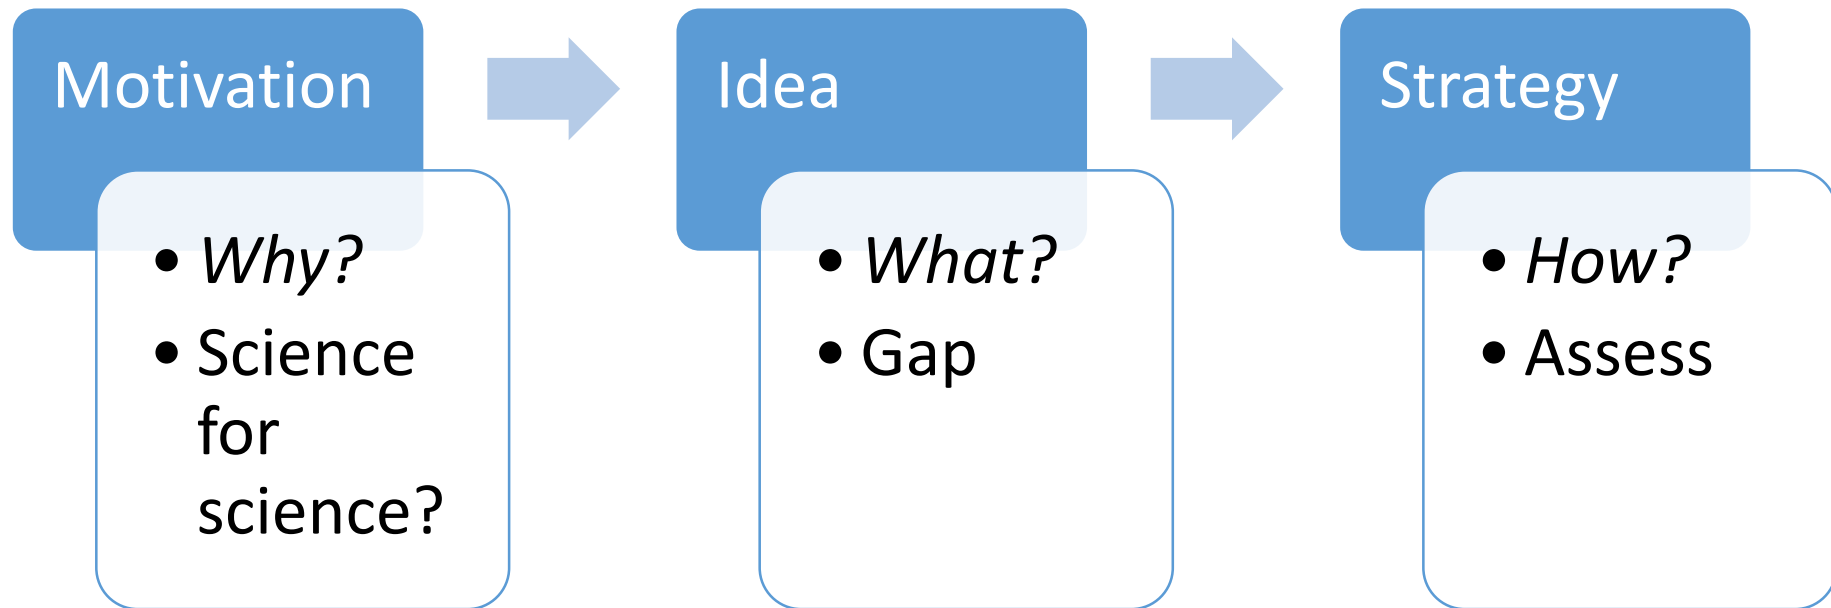 Motivation
• Why?
• Science
for
science?
Idea
• What?
• Gap
Strategy
• How?
• Assess